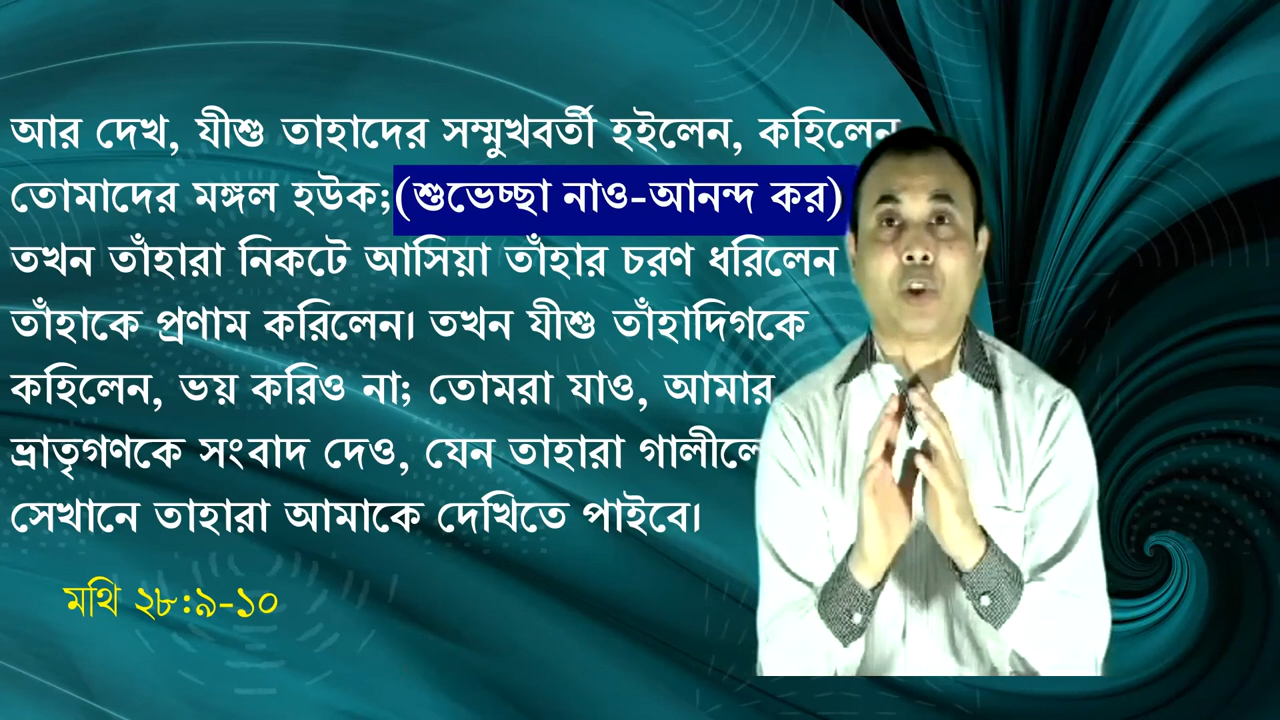 আর দেখ, যীশু তাহাদের সম্মুখবর্তী হইলেন, কহিলেন
তোমাদের মঙ্গল হউক;(শুভেচ্ছা নাও-আনন্দ কর)
তখন তাঁহারা নিকটে আসিয়া তাঁহার চরণ ধরিলেন
তাঁহাকে প্রণাম করিলেন। তখন যীশু তাঁহাদিগকে
কহিলেন, ভয় করিও না; তোমরা যাও, আমার
ভ্রাতৃগণকে সংবাদ দেও, যেন তাহারা গালীলে
সেখানে তাহারা আমাকে দেখিতে পাইবে।
মথি ২৮:৯-১০